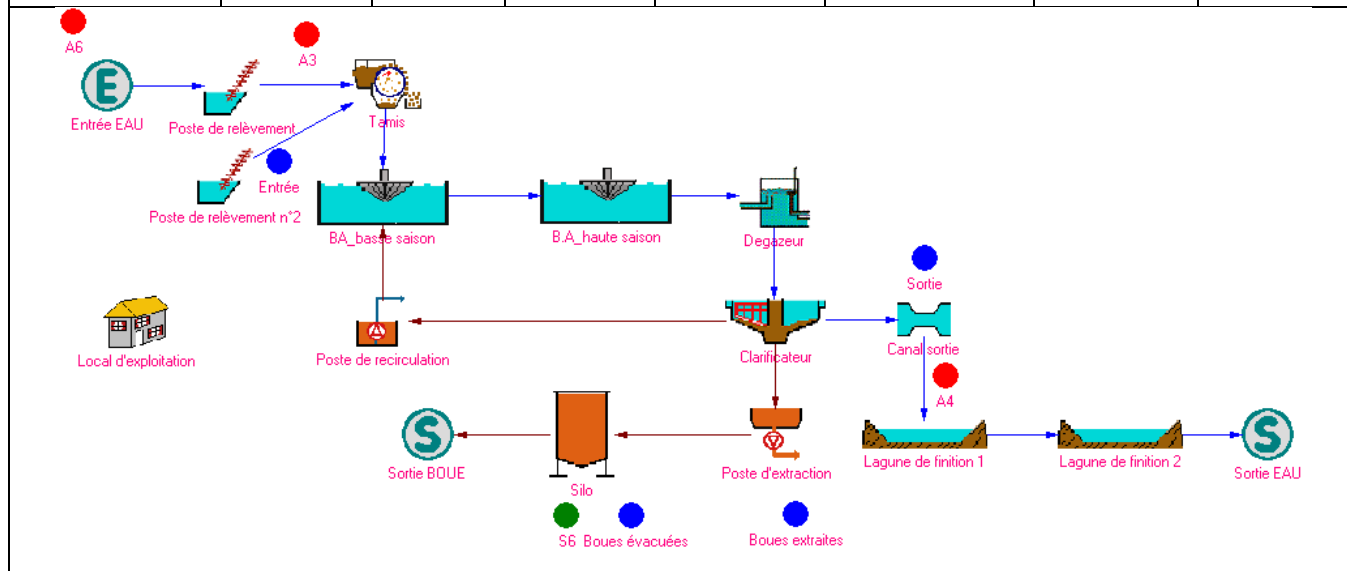 A6
A3
E
Entrée EAU
Poste de relèvement
Tamis
Entrée
Poste de relèvement n°2
BA_basse saison
B.A_haute saison
Degazeur
Sortie
Local d'exploitation
Poste de recirculation
Clarificateur
Canal sortie
A4
S
Sortie BOUE
Silo
Poste d'extraction
Lagune de finition 1
Lagune de finition 2
S
Sortie EAU
S6 Boues évacuées
Boues extraites